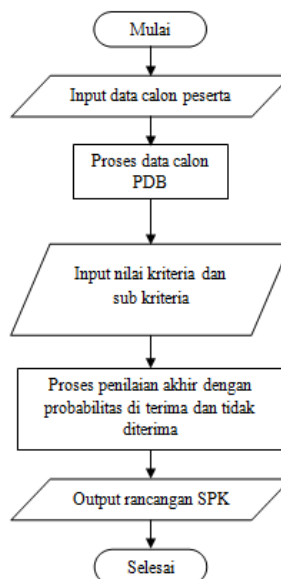 Mulai
Input data calon peserta
Proses data calon
PDB
Input nilai kriteria dan
sub kriteria
Proses penilaian akhir dengan
probabilitas di terima dan tidak
diterima
Output rancangan SPK
Selesai